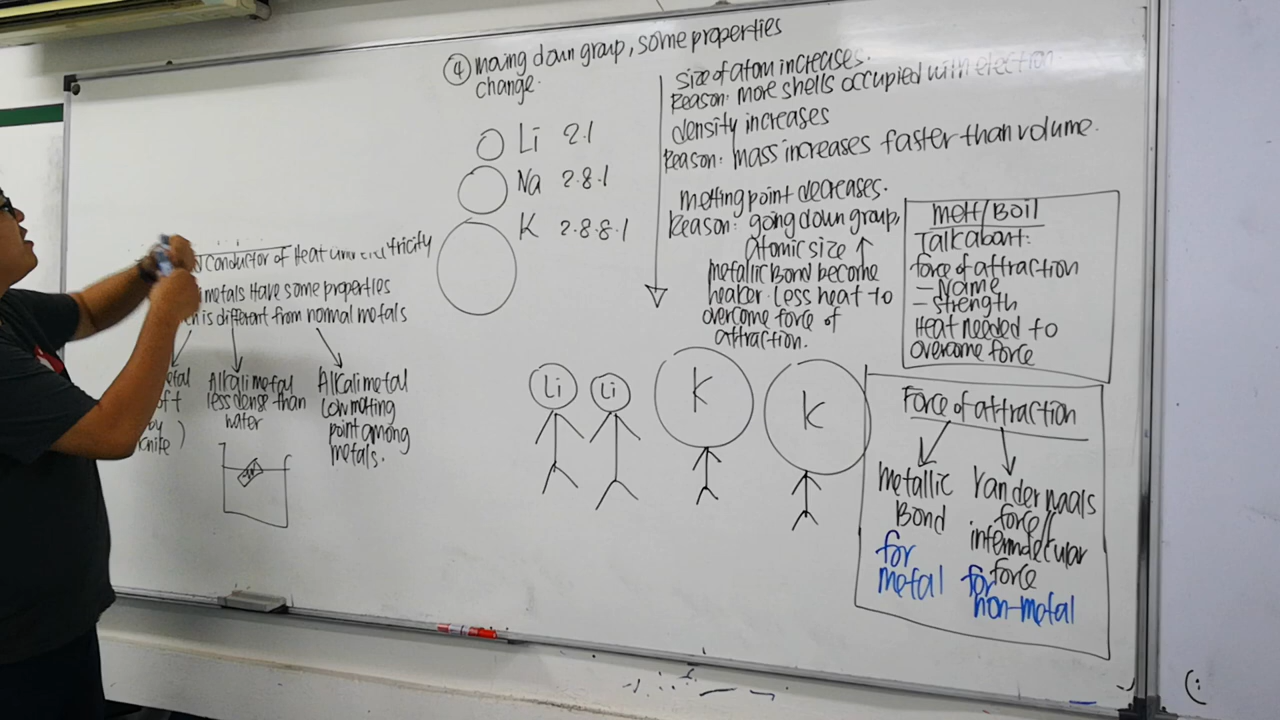 ④ moving down group, some properties
change.
Li 2.1
Na 2.8.1
K 2.8.8.1
size of atom increases.
Reason: more shells occupied with electron.
density increases
Reason: mass increases faster than volume.
melting point decreases.
Reason: going down group,
atomic size ↑
metallic Bond become
weaker. Less heat to
overcome force of
attraction.
melt/Boil
Talk about:
force of attraction
- Name
- strength
Heat needed to
overcome force
conductor of Heat and electricity
metals Have some properties
is different from normal metals
Alkali metal
less dense than
water
Alkali metal
low melting
point among
metals.
Li
Li
K
K
Force of attraction
metallic
Bond
for
metal
Van der waals
force//
intermolecular
force
for
non-metal